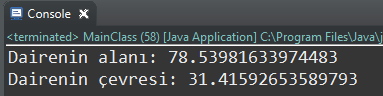 Console
<terminated> MainClass (58) [Java Application] C:\Program Files\Java\j
Dairenin alanı: 78.53981633974483
Dairenin çevresi: 31.41592653589793